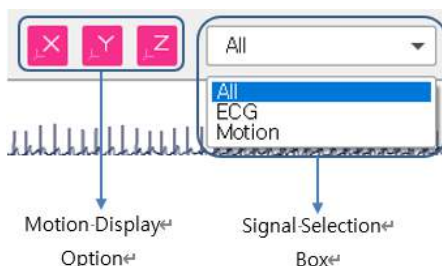 X Y Z All
All
ECG
Motion
Motion-Display↵ Signal-Selection↵
Option↵ Box↵